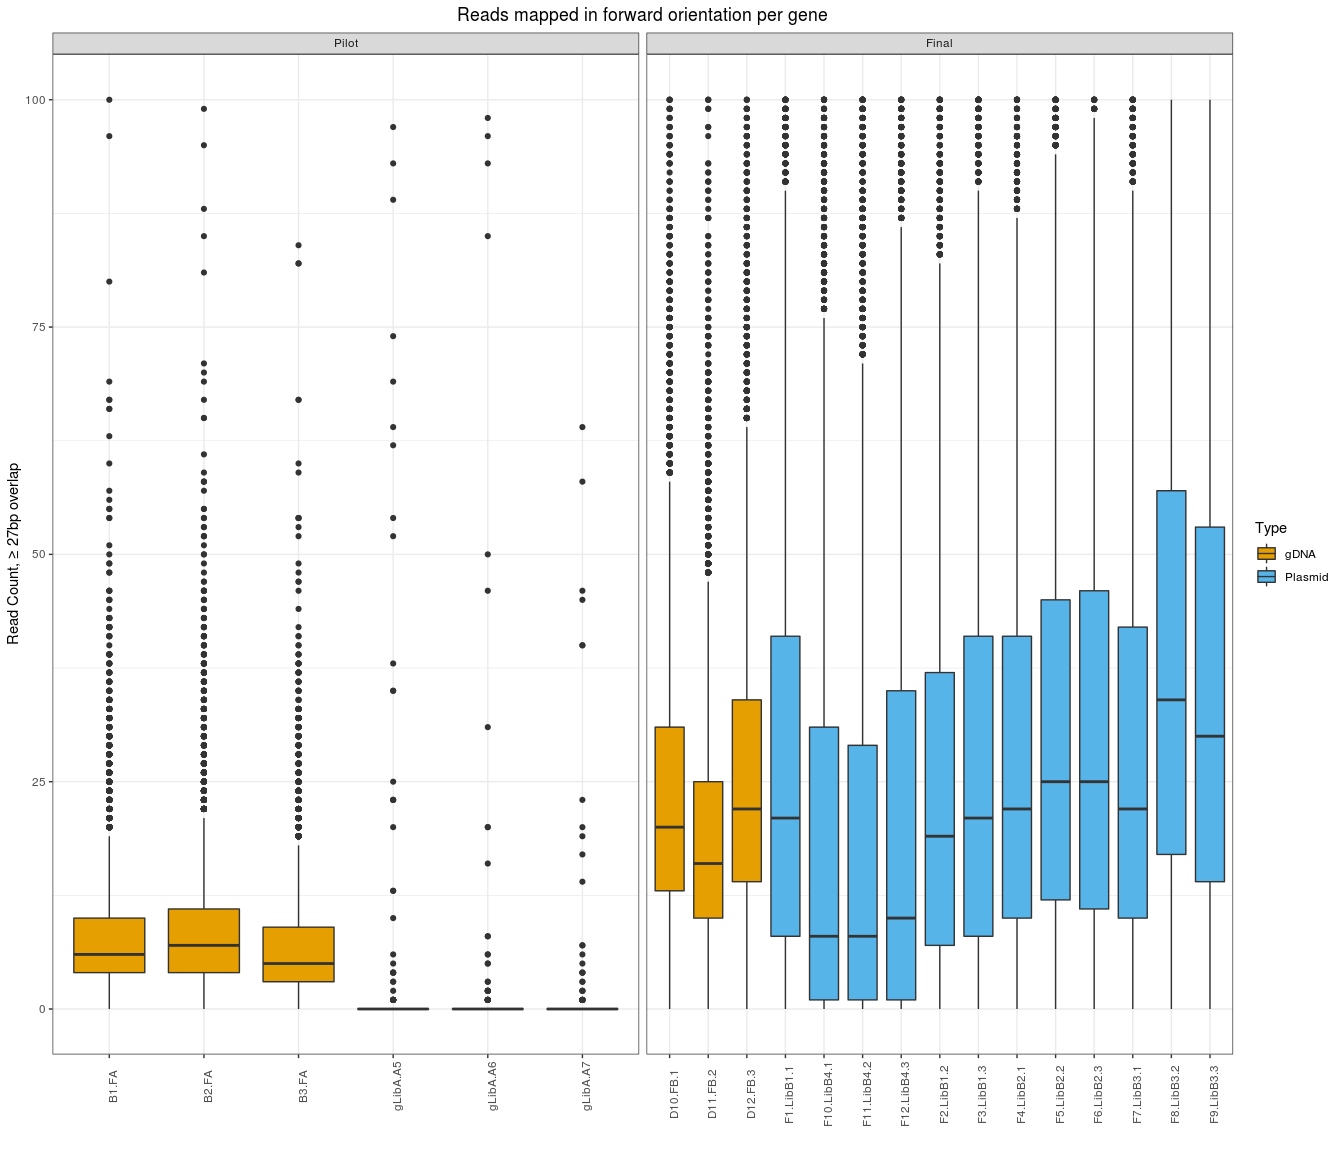 Reads mapped in forward orientation per gene
Pilot
Final
Read Count, ≥ 27bp overlap
100
75
50
25
0
B1.FA
B2.FA
B3.FA
gLibA.A5
gLibA.A6
gLibA.A7
D10.FB.1
D11.FB.2
D12.FB.3
F1.LibB1.1
F10.LibB4.1
F11.LibB4.2
F12.LibB4.3
F2.LibB1.2
F3.LibB1.3
F4.LibB2.1
F5.LibB2.2
F6.LibB2.3
F7.LibB3.1
F8.LibB3.2
F9.LibB3.3
Type
gDNA
Plasmid